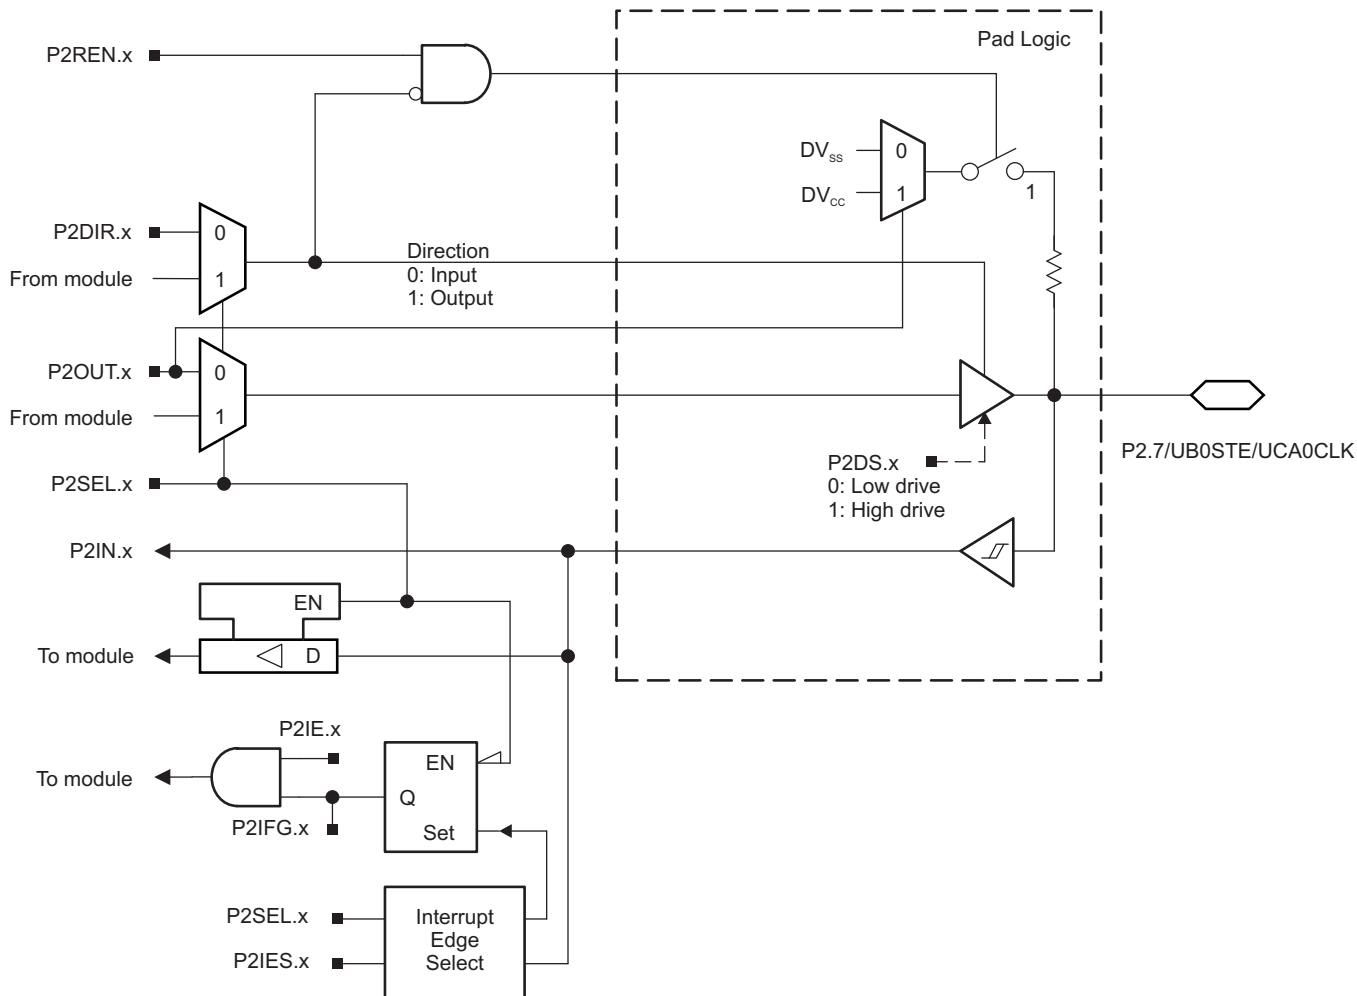 Pad Logic
P2REN.x
DVSS
0
DVCC
1
1
P2DIR.x
0
From module
1
Direction
0: Input
1: Output
P2OUT.x
0
From module
1
P2SEL.x
P2DS.x
0: Low drive
1: High drive
P2.7/UB0STE/UCA0CLK
P2IN.x
EN
To module
D
P2IE.x
EN
To module
Q
P2IFG.x
Set
P2SEL.x
P2IES.x
Interrupt
Edge
Select